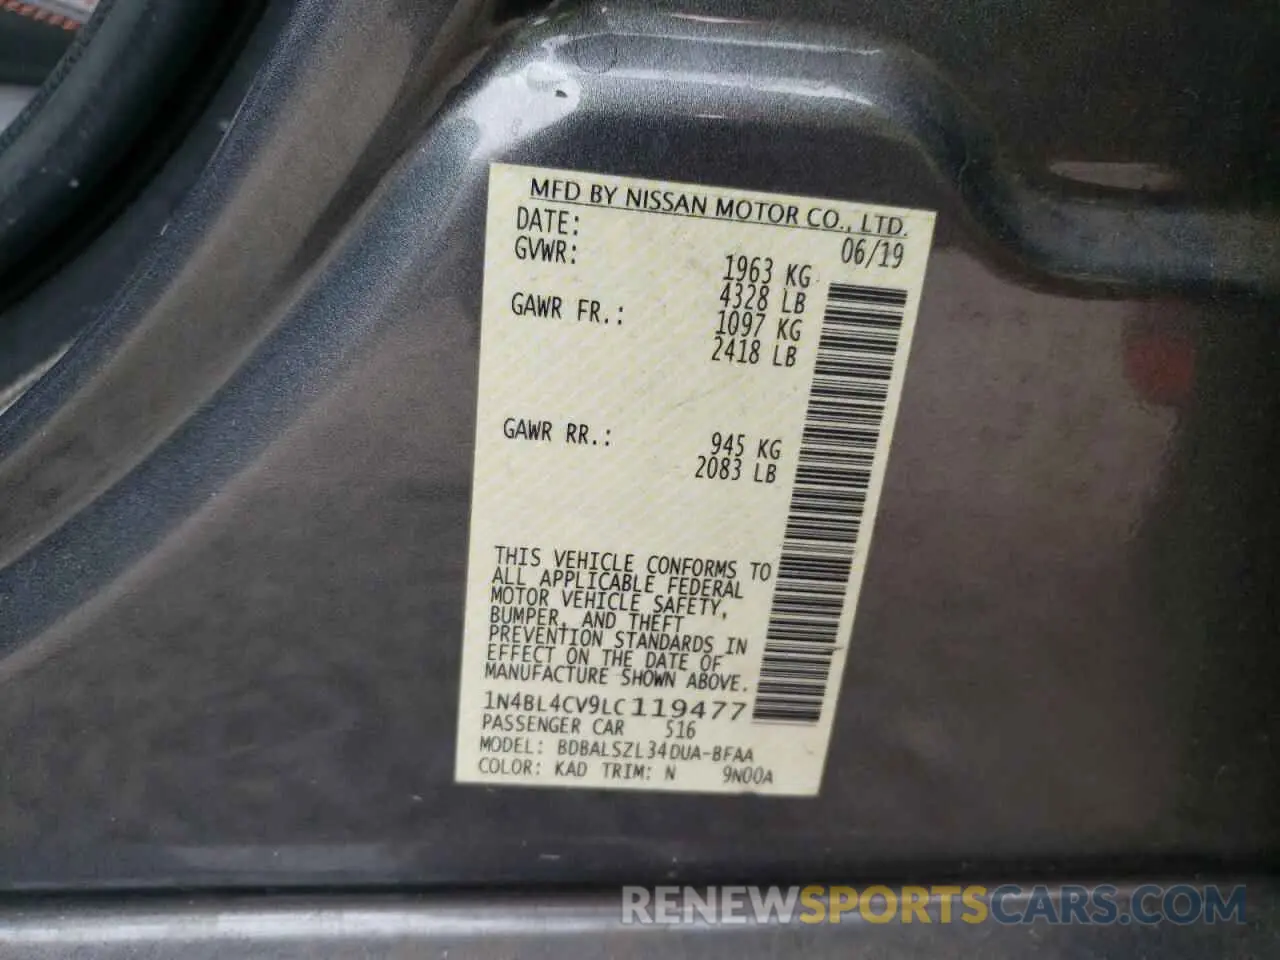 MFD BY NISSAN MOTOR CO., LTD.
DATE: 06/19
GVWR: 1963 KG
4328 LB
GAWR FR.: 1097 KG
2418 LB
GAWR RR.: 945 KG
2083 LB
THIS VEHICLE CONFORMS TO
ALL APPLICABLE FEDERAL
MOTOR VEHICLE SAFETY,
BUMPER, AND THEFT
PREVENTION STANDARDS IN
EFFECT ON THE DATE OF
MANUFACTURE SHOWN ABOVE.
1N4BL4CV9LC119477
PASSENGER CAR 516
MODEL: BDBALSZL34DUA-BFAA
COLOR: KAD TRIM: N 9N00A
RENEWSPORTSCARS.COM